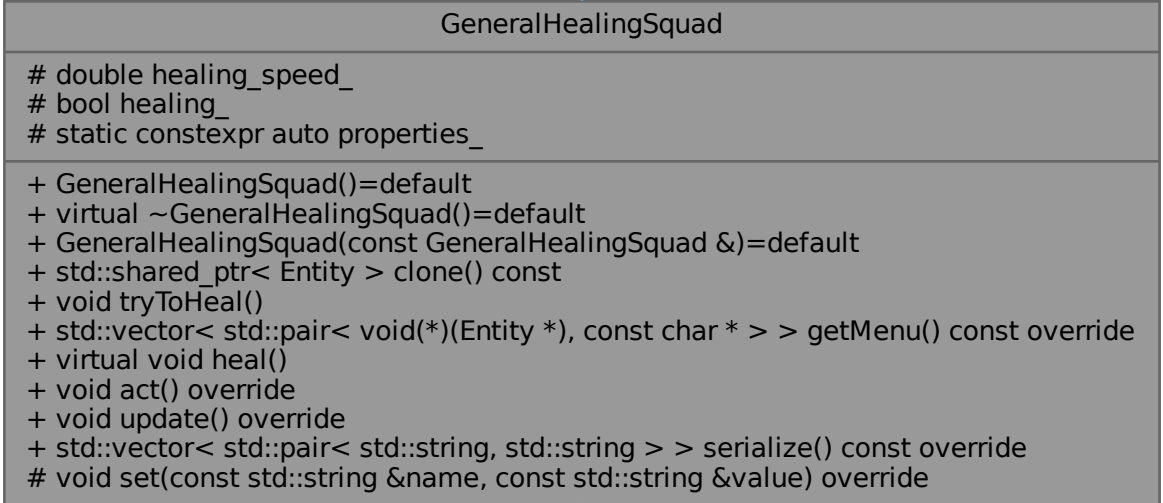 GeneralHealingSquad
# double healing_speed_
# bool healing_
# static constexpr auto properties_
+ GeneralHealingSquad()=default
+ virtual ~GeneralHealingSquad()=default
+ GeneralHealingSquad(const GeneralHealingSquad &)=default
+ std::shared_ptr< Entity > clone() const
+ void tryToHeal()
+ std::vector< std::pair< void(*)(Entity *), const char * > > getMenu() const override
+ virtual void heal()
+ void act() override
+ void update() override
+ std::vector< std::pair< std::string, std::string > > serialize() const override
# void set(const std::string &name, const std::string &value) override